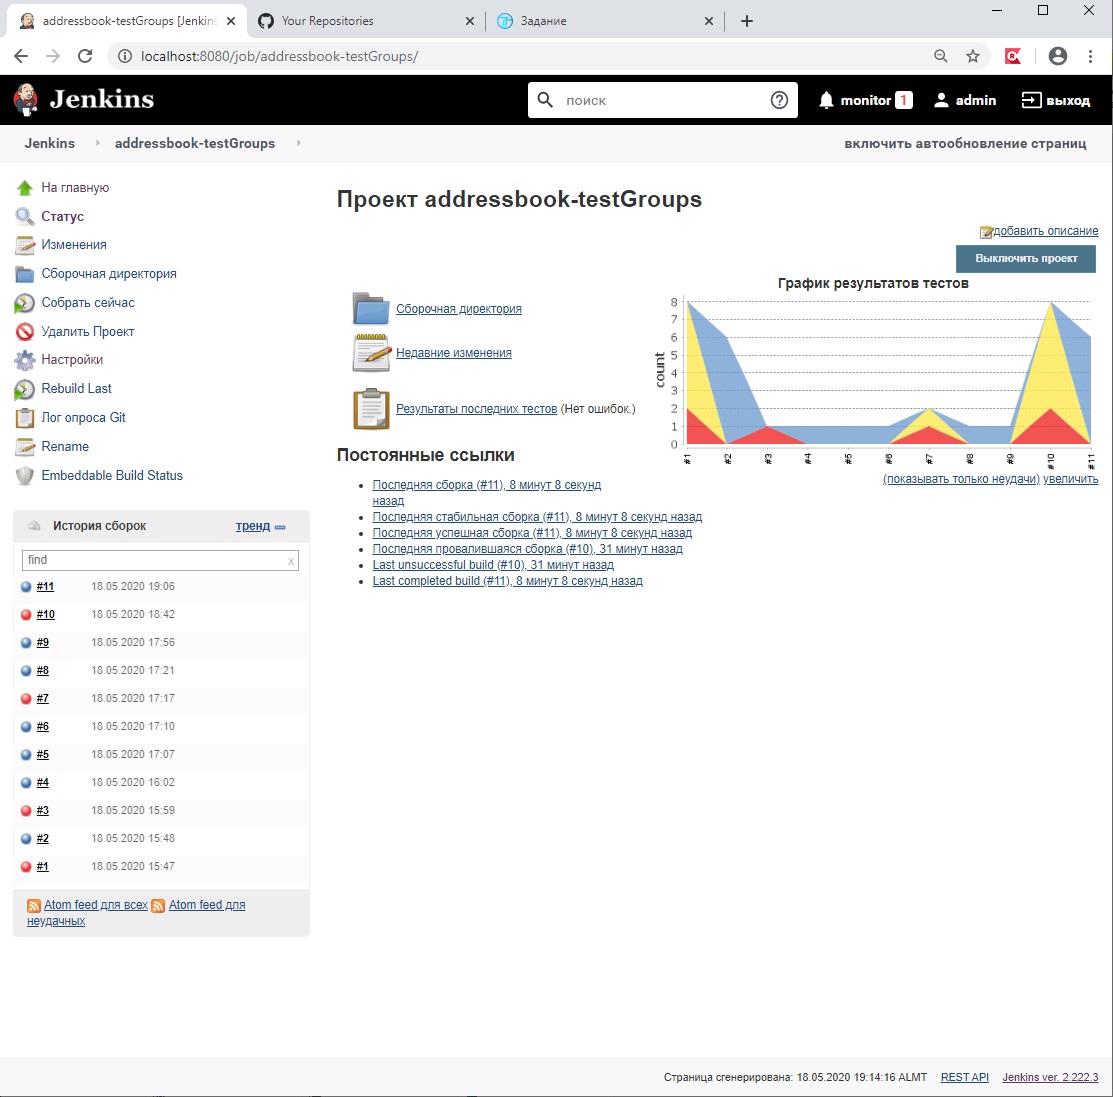 addressbook-testGroups [Jenkins
Your Repositories
Задание
localhost:8080/job/addressbook-testGroups/
Jenkins
поиск
monitor 1
admin
выход
Jenkins
addressbook-testGroups
включить автообновление страниц
На главную
Статус
Изменения
Сборочная директория
Собрать сейчас
Удалить Проект
Настройки
Rebuild Last
Лог опроса Git
Rename
Embeddable Build Status
История сборок
тренд
find
x
#11 18.05.2020 19:06
#10 18.05.2020 18:42
#9 18.05.2020 17:56
#8 18.05.2020 17:21
#7 18.05.2020 17:17
#6 18.05.2020 17:10
#5 18.05.2020 17:07
#4 18.05.2020 16:02
#3 18.05.2020 15:59
#2 18.05.2020 15:48
#1 18.05.2020 15:47
Atom feed для всех Atom feed для
неудачных
Проект addressbook-testGroups
добавить описание
Выключить проект
Сборочная директория
Недавние изменения
Результаты последних тестов (Нет ошибок.)
График результатов тестов
8
7
6
5
4
3
2
1
0
count
#1 #2 #3 #4 #5 #6 #7 #8 #9 #10 #11
(показывать только неудачи) увеличить
Постоянные ссылки
Последняя сборка (#11), 8 минут 8 секунд
назад
Последняя стабильная сборка (#11), 8 минут 8 секунд назад
Последняя успешная сборка (#11), 8 минут 8 секунд назад
Последняя провалившаяся сборка (#10), 31 минут назад
Last unsuccessful build (#10), 31 минут назад
Last completed build (#11), 8 минут 8 секунд назад
Страница сгенерирована: 18.05.2020 19:14:16 ALMT
REST API
Jenkins ver. 2.222.3